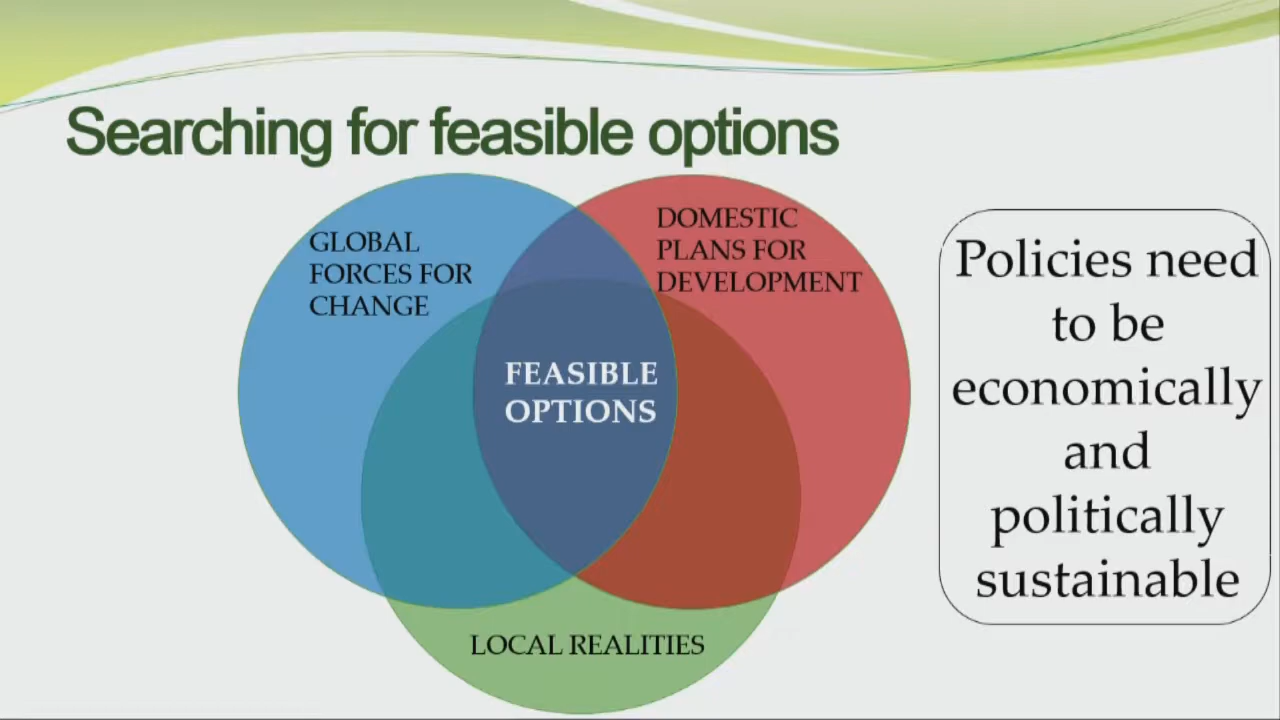 Searching for feasible options
GLOBAL
FORCES FOR
CHANGE
DOMESTIC
PLANS FOR
DEVELOPMENT
FEASIBLE
OPTIONS
LOCAL REALITIES
Policies need
to be
economically
and
politically
sustainable